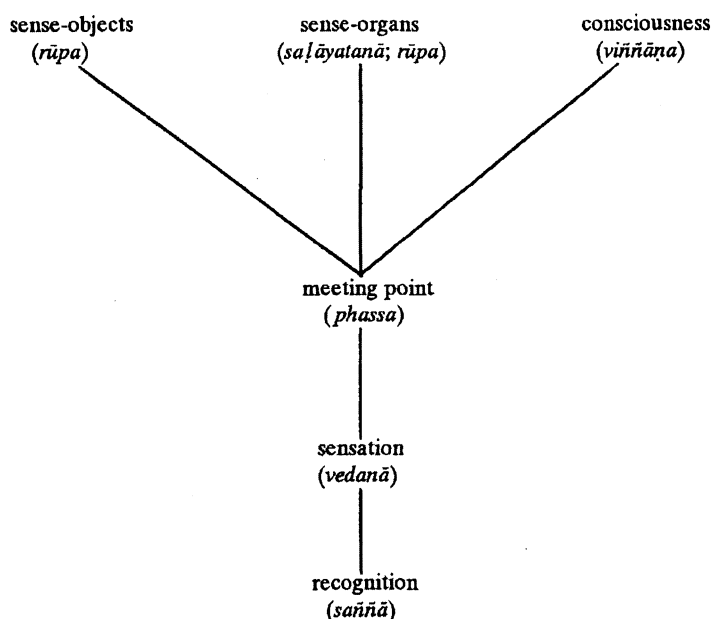 sense-objects
(rūpa)
sense-organs
(saḷāyatanā; rūpa)
consciousness
(viññāṇa)
meeting point
(phassa)
sensation
(vedanā)
recognition
(saññā)